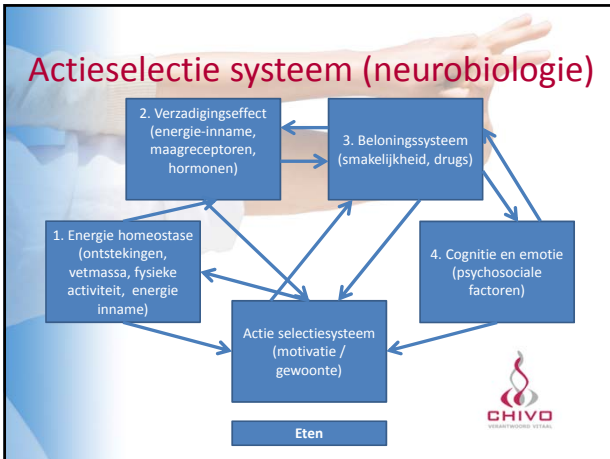 Actieselectie systeem (neurobiologie)
2. Verzadigingseffect
(energie-inname,
maagreceptoren,
hormonen)
3. Beloningssysteem
(smakelijkheid, drugs)
1. Energie homeostase
(ontstekingen,
vetmassa, fysieke
activiteit, energie
inname)
4. Cognitie en emotie
(psychosociale
factoren)
Actie selectiesysteem
(motivatie /
gewoonte)
Eten
CHIVO
VERANTWOORD VITAAL